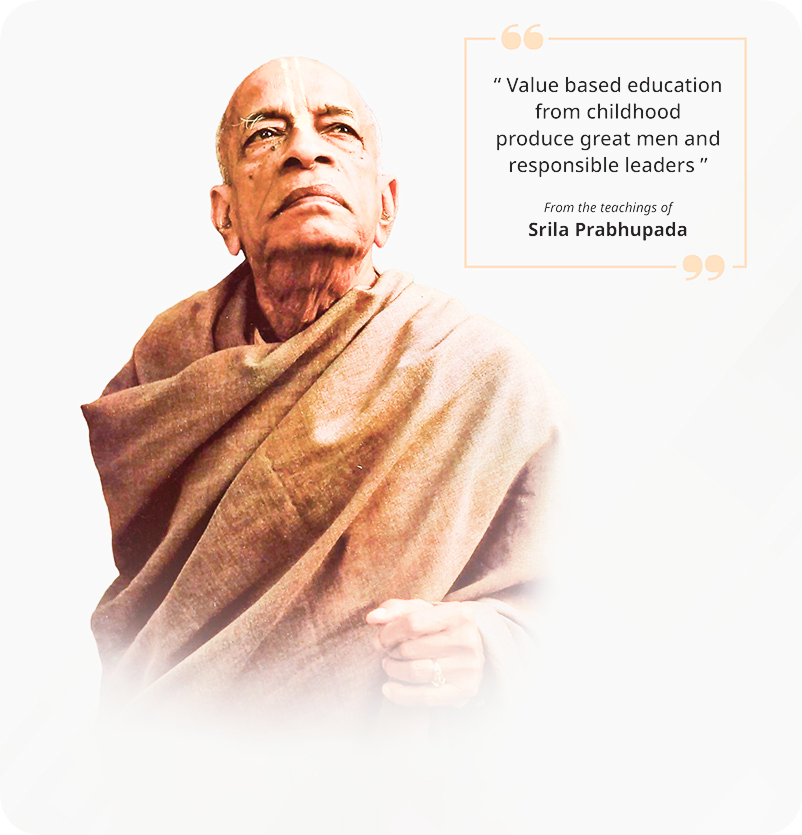 “ Value based education
from childhood
produce great men and
responsible leaders ”
From the teachings of
Srila Prabhupada